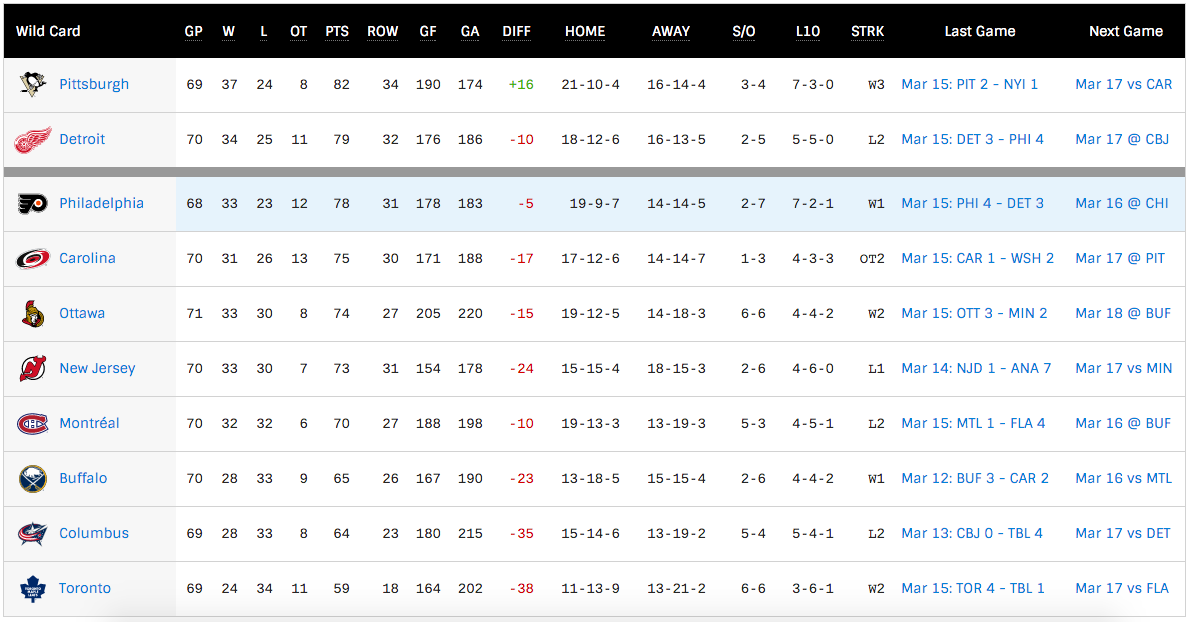 Wild Card GP W L OT PTS ROW GF GA DIFF HOME AWAY S/O L10 STRK Last Game Next Game
Pittsburgh 69 37 24 8 82 34 190 174 +16 21-10-4 16-14-4 3-4 7-3-0 W3 Mar 15: PIT 2 - NYI 1 Mar 17 vs CAR
Detroit 70 34 25 11 79 32 176 186 -10 18-12-6 16-13-5 2-5 5-5-0 L2 Mar 15: DET 3 - PHI 4 Mar 17 @ CBJ
Philadelphia 68 33 23 12 78 31 178 183 -5 19-9-7 14-14-5 2-7 7-2-1 W1 Mar 15: PHI 4 - DET 3 Mar 16 @ CHI
Carolina 70 31 26 13 75 30 171 188 -17 17-12-6 14-14-7 1-3 4-3-3 OT2 Mar 15: CAR 1 - WSH 2 Mar 17 @ PIT
Ottawa 71 33 30 8 74 27 205 220 -15 19-12-5 14-18-3 6-6 4-4-2 W2 Mar 15: OTT 3 - MIN 2 Mar 18 @ BUF
New Jersey 70 33 30 7 73 31 154 178 -24 15-15-4 18-15-3 2-6 4-6-0 L1 Mar 14: NJD 1 - ANA 7 Mar 17 vs MIN
Montréal 70 32 32 6 70 27 188 198 -10 19-13-3 13-19-3 5-3 4-5-1 L2 Mar 15: MTL 1 - FLA 4 Mar 16 @ BUF
Buffalo 70 28 33 9 65 26 167 190 -23 13-18-5 15-15-4 2-6 4-4-2 W1 Mar 12: BUF 3 - CAR 2 Mar 16 vs MTL
Columbus 69 28 33 8 64 23 180 215 -35 15-14-6 13-19-2 5-4 5-4-1 L2 Mar 13: CBJ 0 - TBL 4 Mar 17 vs DET
Toronto 69 24 34 11 59 18 164 202 -38 11-13-9 13-21-2 6-6 3-6-1 W2 Mar 15: TOR 4 - TBL 1 Mar 17 vs FLA